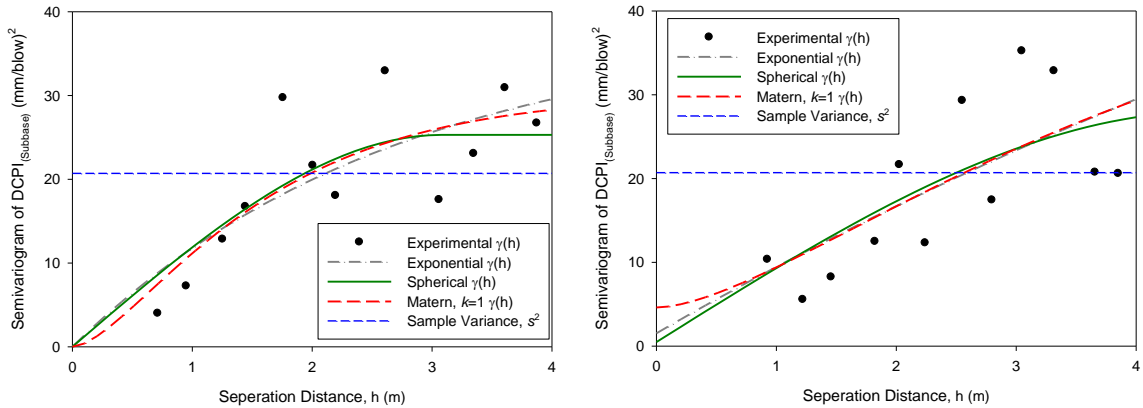 Semivariogram of DCPI(Subbase) (mm/blow)²
40
30
20
10
0
0 1 2 3 4
Seperation Distance, h (m)
Experimental γ(h)
Exponential γ(h)
Spherical γ(h)
Matern, k=1 γ(h)
Sample Variance, s²
Semivariogram of DCPI(Subbase) (mm/blow)²
40
30
20
10
0
0 1 2 3 4
Seperation Distance, h (m)
Experimental γ(h)
Exponential γ(h)
Spherical γ(h)
Matern, k=1 γ(h)
Sample Variance, s²